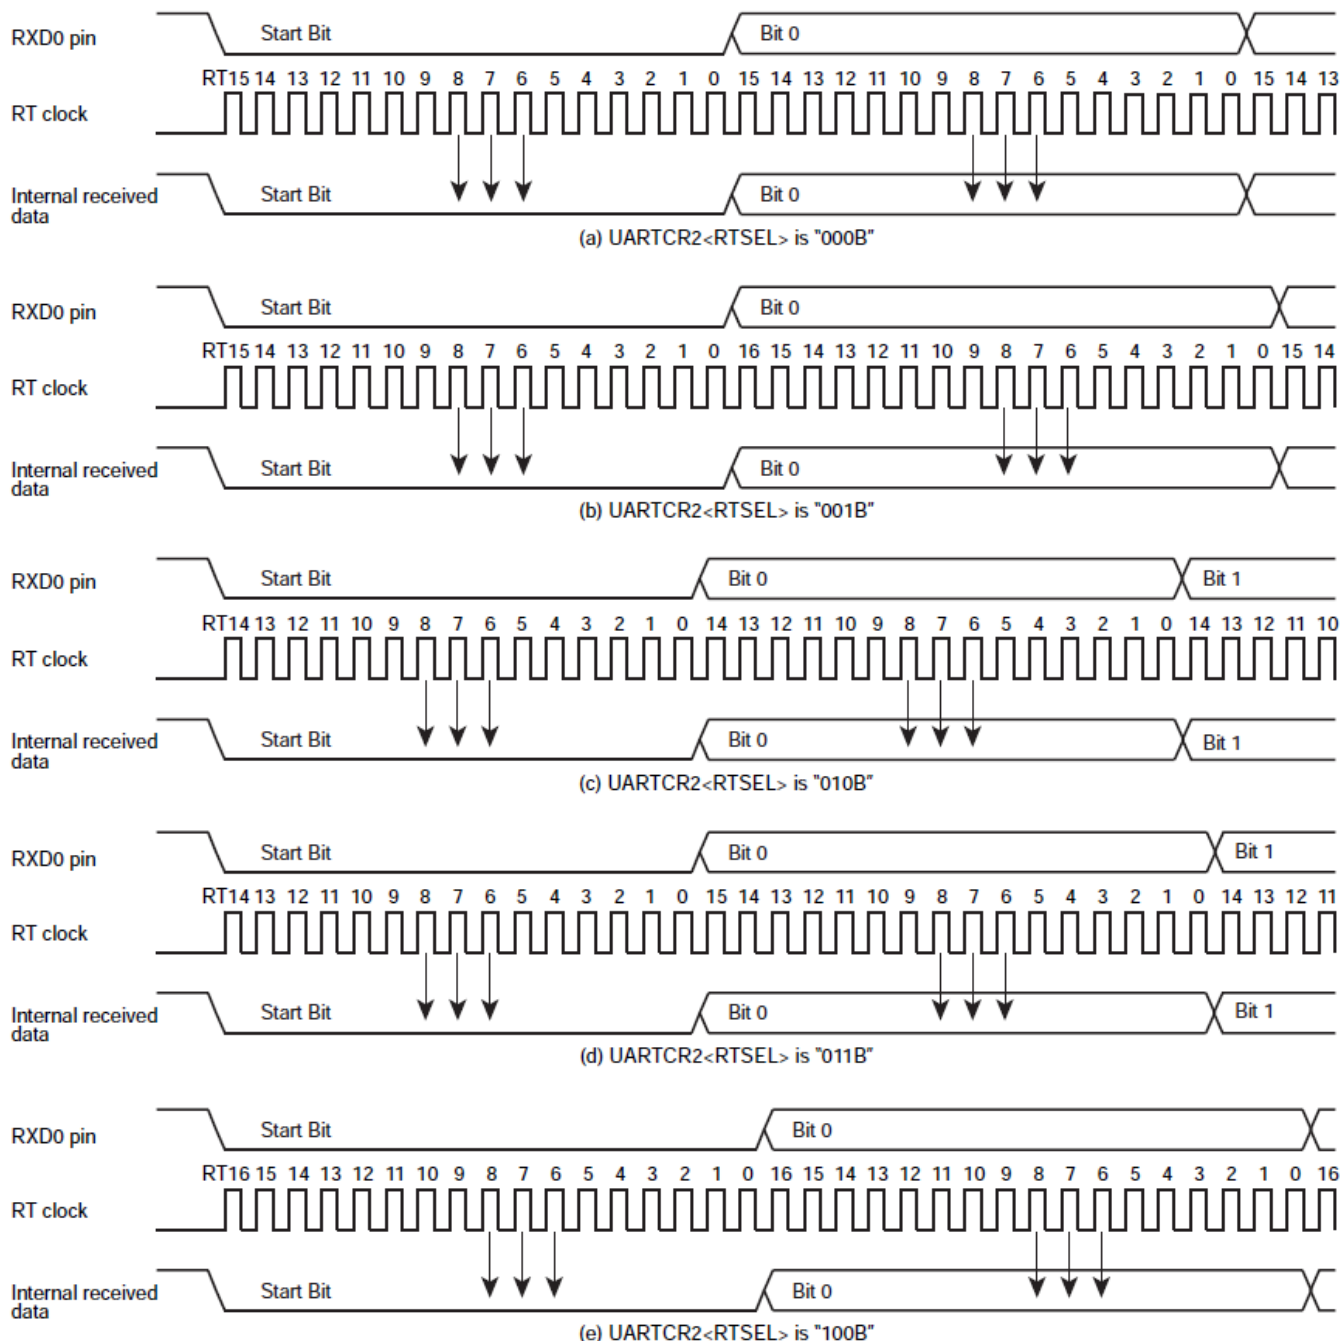 RXD0 pin Start Bit Bit 0
RT15 14 13 12 11 10 9 8 7 6 5 4 3 2 1 0 15 14 13 12 11 10 9 8 7 6 5 4 3 2 1 0 15 14 13
RT clock
Internal received data Start Bit Bit 0
(a) UARTCR2<RTSEL> is "000B"
RXD0 pin Start Bit Bit 0
RT15 14 13 12 11 10 9 8 7 6 5 4 3 2 1 0 16 15 14 13 12 11 10 9 8 7 6 5 4 3 2 1 0 15 14
RT clock
Internal received data Start Bit Bit 0
(b) UARTCR2<RTSEL> is "001B"
RXD0 pin Start Bit Bit 0 Bit 1
RT14 13 12 11 10 9 8 7 6 5 4 3 2 1 0 14 13 12 11 10 9 8 7 6 5 4 3 2 1 0 14 13 12 11 10
RT clock
Internal received data Start Bit Bit 0 Bit 1
(c) UARTCR2<RTSEL> is "010B"
RXD0 pin Start Bit Bit 0 Bit 1
RT14 13 12 11 10 9 8 7 6 5 4 3 2 1 0 15 14 13 12 11 10 9 8 7 6 5 4 3 2 1 0 14 13 12 11
RT clock
Internal received data Start Bit Bit 0 Bit 1
(d) UARTCR2<RTSEL> is "011B"
RXD0 pin Start Bit Bit 0
RT16 15 14 13 12 11 10 9 8 7 6 5 4 3 2 1 0 16 15 14 13 12 11 10 9 8 7 6 5 4 3 2 1 0 16
RT clock
Internal received data Start Bit Bit 0
(e) UARTCR2<RTSEL> is "100B"